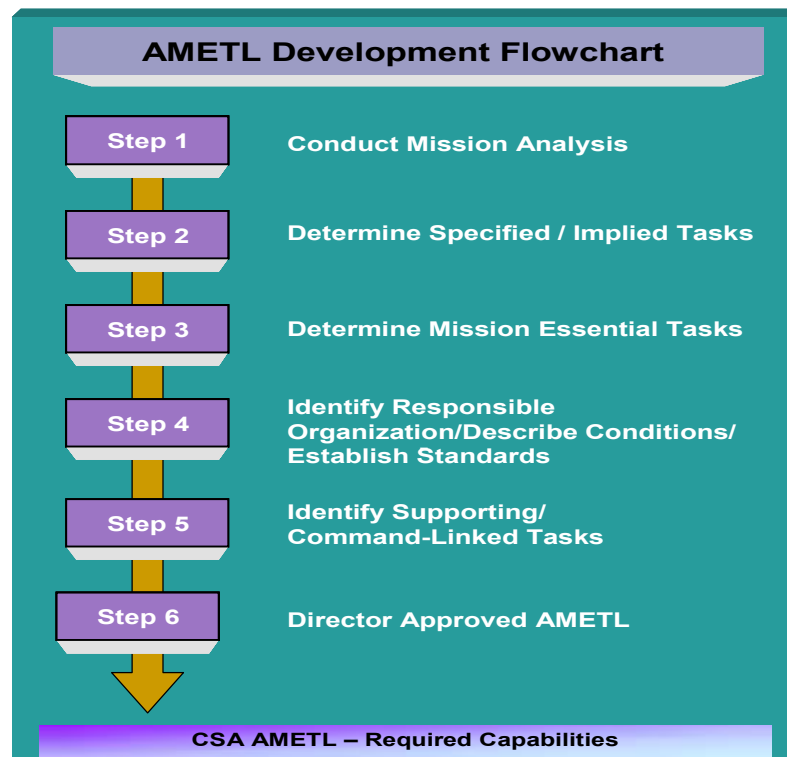 AMETL Development Flowchart
Step 1
Conduct Mission Analysis
Step 2
Determine Specified / Implied Tasks
Step 3
Determine Mission Essential Tasks
Step 4
Identify Responsible
Organization/Describe Conditions/
Establish Standards
Step 5
Identify Supporting/
Command-Linked Tasks
Step 6
Director Approved AMETL
CSA AMETL – Required Capabilities